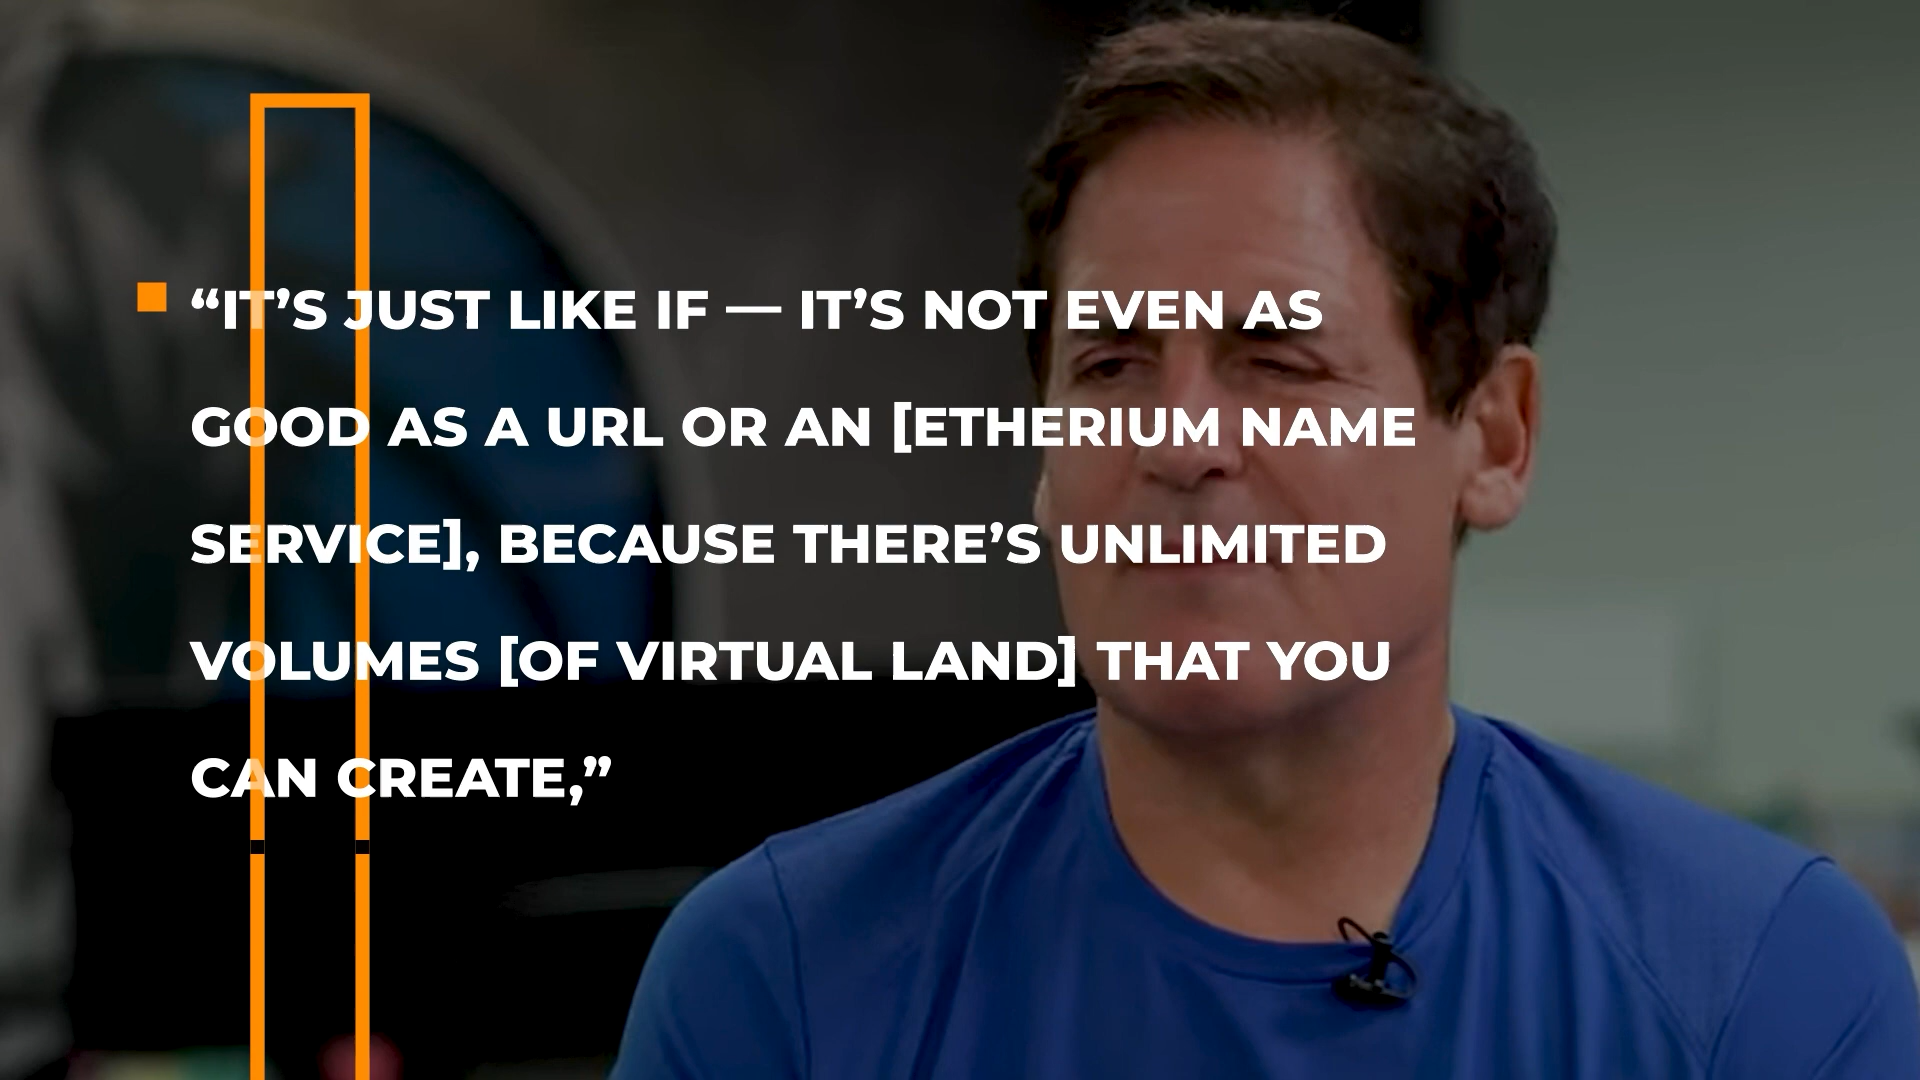 “IT’S JUST LIKE IF — IT’S NOT EVEN AS
GOOD AS A URL OR AN [ETHERIUM NAME
SERVICE], BECAUSE THERE’S UNLIMITED
VOLUMES [OF VIRTUAL LAND] THAT YOU
CAN CREATE,”